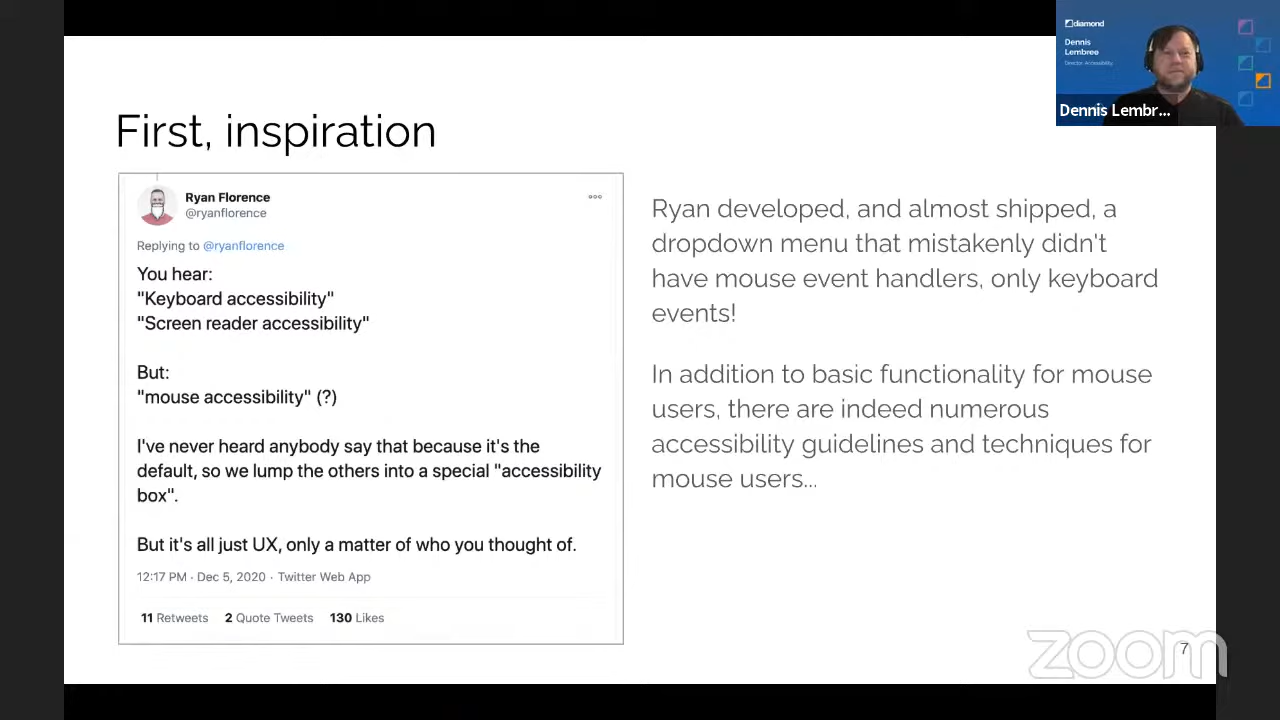 First, inspiration
Ryan Florence
@ryanflorence
Replying to @ryanflorence
You hear:
"Keyboard accessibility"
"Screen reader accessibility"
But:
"mouse accessibility" (?)
I've never heard anybody say that because it's the
default, so we lump the others into a special "accessibility
box".
But it's all just UX, only a matter of who you thought of.
12:17 PM · Dec 5, 2020 · Twitter Web App
11 Retweets 2 Quote Tweets 130 Likes
Ryan developed, and almost shipped, a
dropdown menu that mistakenly didn't
have mouse event handlers, only keyboard
events!
In addition to basic functionality for mouse
users, there are indeed numerous
accessibility guidelines and techniques for
mouse users...
diamond
Dennis
Lembree
Director Accessibility
Dennis Lembr...
zoom
7